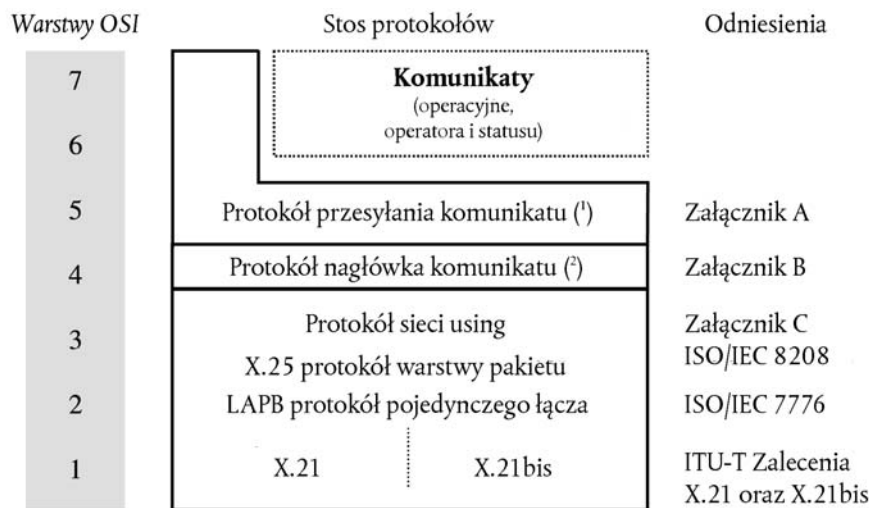 Warstwy OSI Stos protokołów Odniesienia
7 Komunikaty
(operacyjne,
operatora i statusu)
6
5 Protokół przesyłania komunikatu (¹) Załącznik A
4 Protokół nagłówka komunikatu (²) Załącznik B
3 Protokół sieci using Załącznik C
X.25 protokół warstwy pakietu ISO/IEC 8208
2 LAPB protokół pojedynczego łącza ISO/IEC 7776
1 X.21 X.21bis ITU-T Zalecenia
X.21 oraz X.21bis